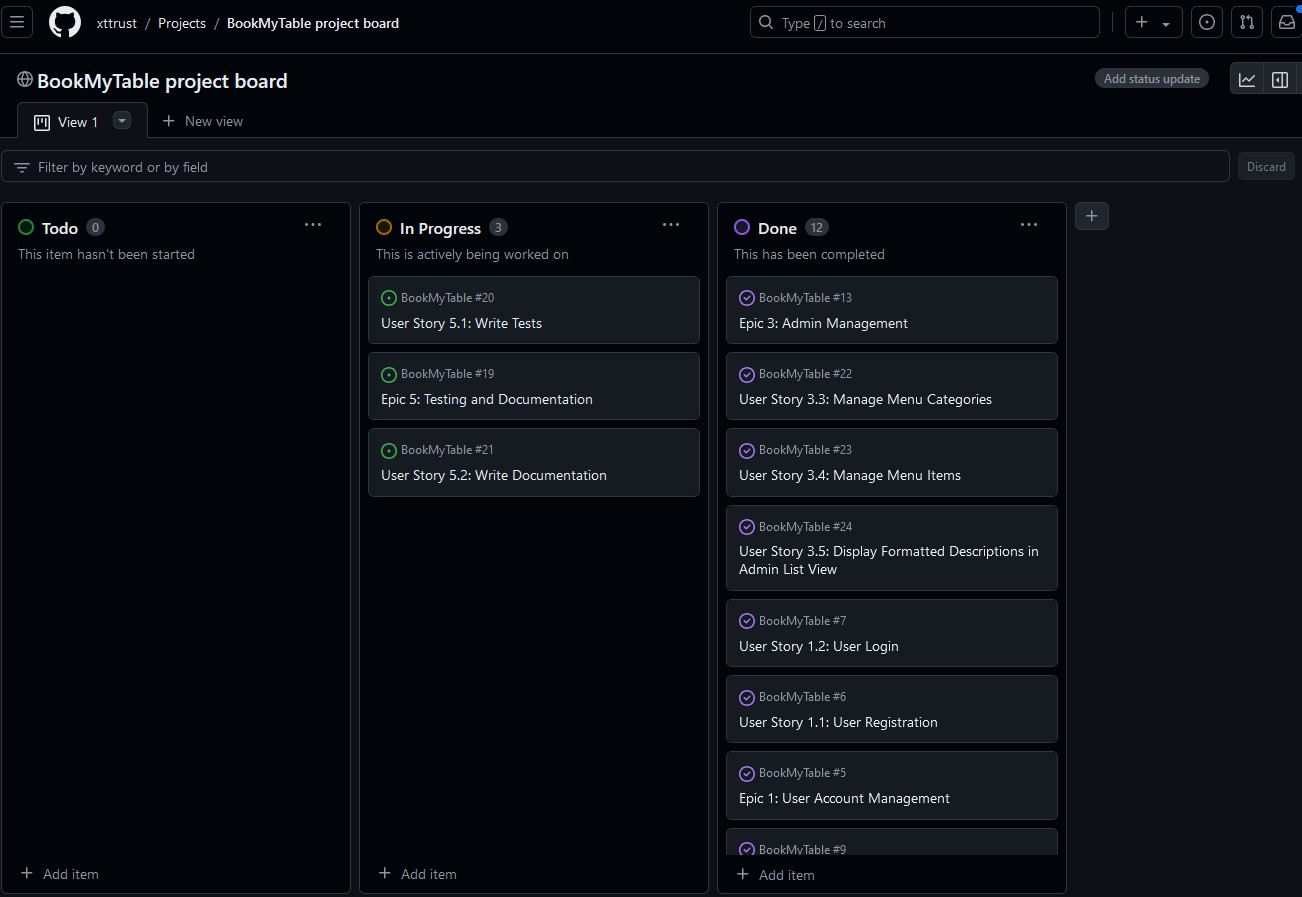 xttrust / Projects / BookMyTable project board
Type / to search
BookMyTable project board
Add status update
View 1
New view
Filter by keyword or by field
Discard
Todo 0
This item hasn't been started
Add item
In Progress 3
This is actively being worked on
BookMyTable #20
User Story 5.1: Write Tests
BookMyTable #19
Epic 5: Testing and Documentation
BookMyTable #21
User Story 5.2: Write Documentation
Add item
Done 12
This has been completed
BookMyTable #13
Epic 3: Admin Management
BookMyTable #22
User Story 3.3: Manage Menu Categories
BookMyTable #23
User Story 3.4: Manage Menu Items
BookMyTable #24
User Story 3.5: Display Formatted Descriptions in
Admin List View
BookMyTable #7
User Story 1.2: User Login
BookMyTable #6
User Story 1.1: User Registration
BookMyTable #5
Epic 1: User Account Management
BookMyTable #9
Add item